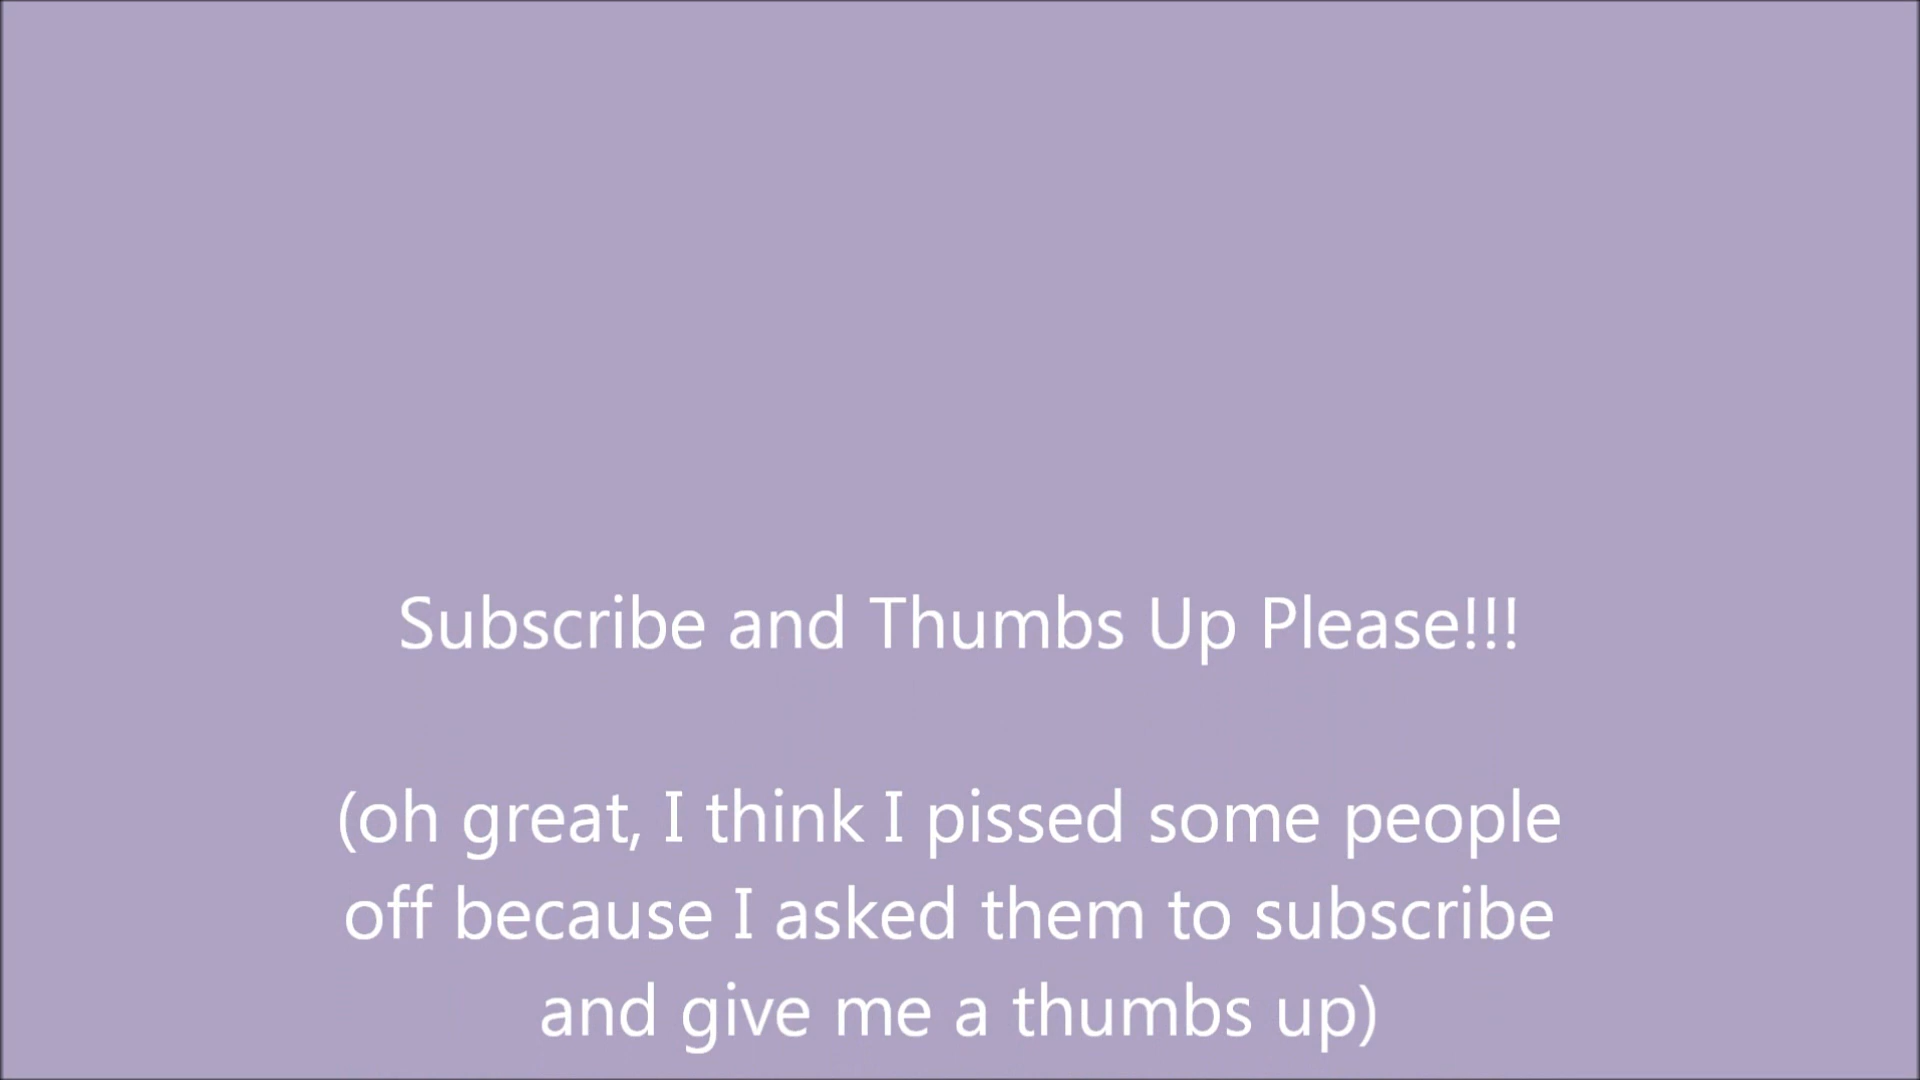 Subscribe and Thumbs Up Please!!!
(oh great, I think I pissed some people
off because I asked them to subscribe
and give me a thumbs up)